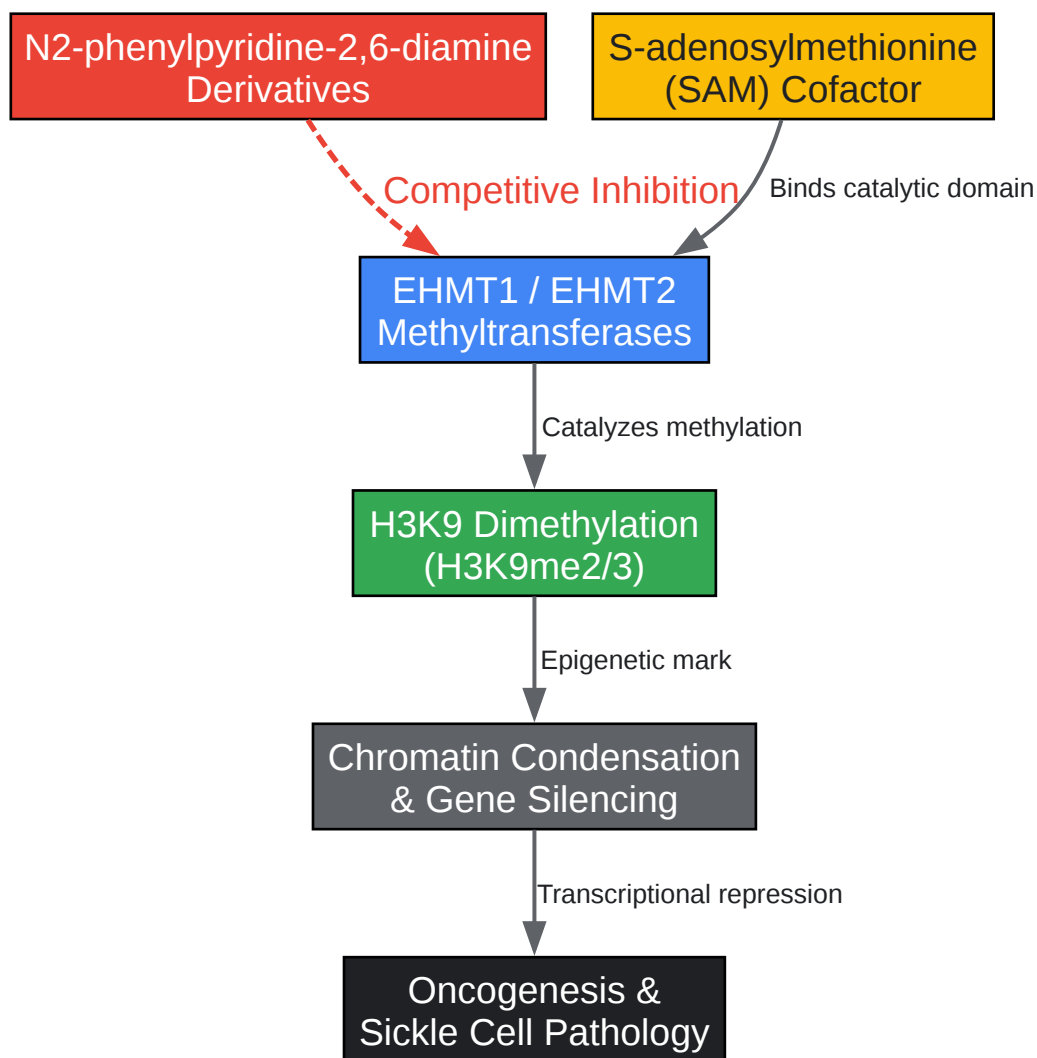 N2-phenylpyridine-2,6-diamine
Derivatives
S-adenosylmethionine
(SAM) Cofactor
Competitive Inhibition
Binds catalytic domain
EHMT1 / EHMT2
Methyltransferases
Catalyzes methylation
H3K9 Dimethylation
(H3K9me2/3)
Epigenetic mark
Chromatin Condensation
& Gene Silencing
Transcriptional repression
Oncogenesis &
Sickle Cell Pathology